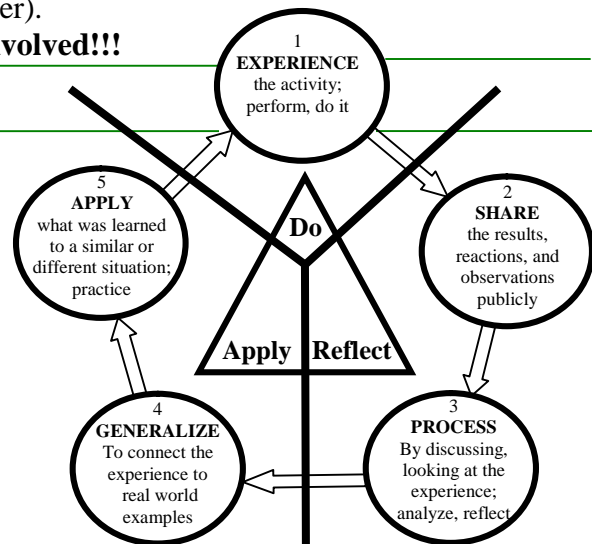 er).
volved!!!
1
EXPERIENCE
the activity;
perform, do it
2
SHARE
the results,
reactions, and
observations
publicly
3
PROCESS
By discussing,
looking at the
experience;
analyze, reflect
4
GENERALIZE
To connect the
experience to
real world
examples
5
APPLY
what was learned
to a similar or
different situation;
practice
Do
Apply
Reflect